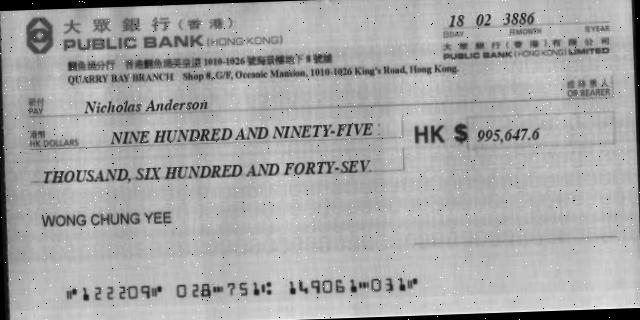 大眾銀行(香港)
PUBLIC BANK (HONG KONG)
18 02 3886
DAY MONTH YEAR
大眾銀行(香港)有限公司
PUBLIC BANK (HONG KONG) LIMITED
鰂魚涌分行 香港鰂魚涌英皇道1010-1026號海景樓地下8號舖
QUARRY BAY BRANCH Shop 8, G/F, Oceanic Mansion, 1010-1026 King's Road, Hong Kong.
祈付
PAY
Nicholas Anderson
或持票人
OR BEARER
港幣
HK DOLLARS
NINE HUNDRED AND NINETY-FIVE
HK $ 995,647.6
THOUSAND, SIX HUNDRED AND FORTY-SEV
WONG CHUNG YEE
⑈122209⑈ 028⑉751⑆ 149061⑉031⑈